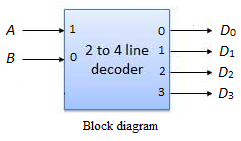 A 1 0 D0
B 0 2 to 4 line 1 D1
decoder 2 D2
3 D3
Block diagram